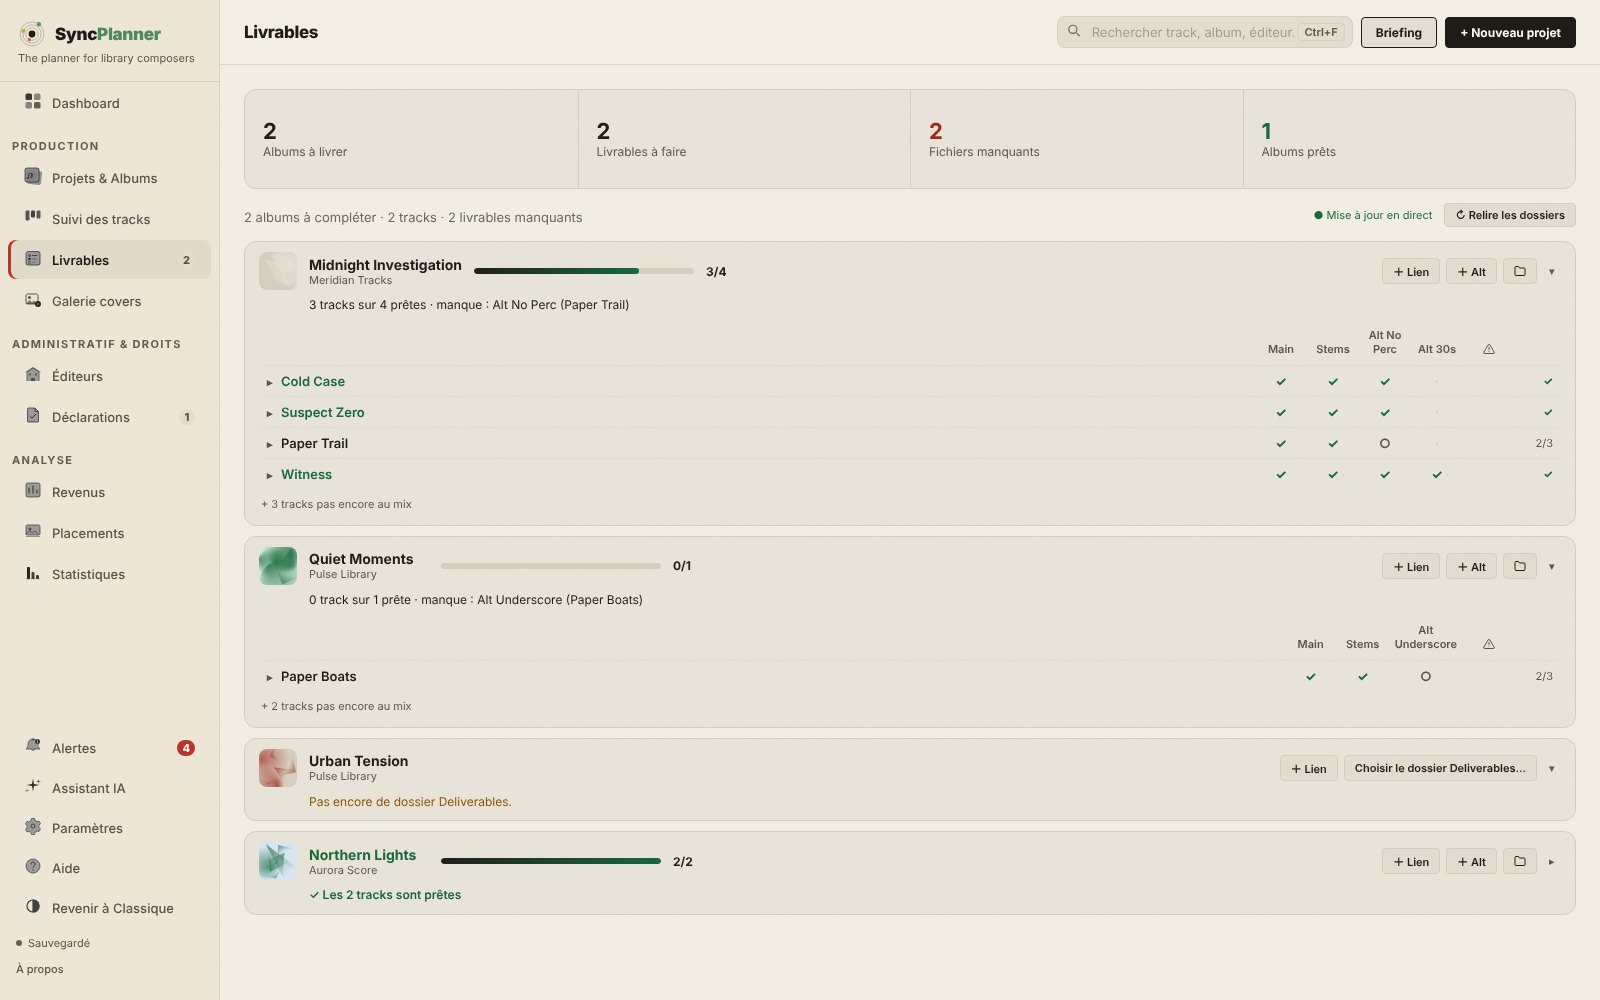 SyncPlanner
The planner for library composers
Dashboard
PRODUCTION
Projets & Albums
Suivi des tracks
Livrables 2
Galerie covers
ADMINISTRATIF & DROITS
Éditeurs
Déclarations 1
ANALYSE
Revenus
Placements
Statistiques
Alertes 4
Assistant IA
Paramètres
Aide
Revenir à Classique
Sauvegardé
À propos
Livrables
Rechercher track, album, éditeur. Ctrl+F
Briefing
+ Nouveau projet
2
Albums à livrer
2
Livrables à faire
2
Fichiers manquants
1
Albums prêts
2 albums à compléter · 2 tracks · 2 livrables manquants
Mise à jour en direct
Relire les dossiers
Midnight Investigation 3/4
Meridian Tracks
+ Lien + Alt
3 tracks sur 4 prêtes · manque : Alt No Perc (Paper Trail)
Main Stems Alt No Perc Alt 30s
Cold Case ✓ ✓ ✓ · ✓
Suspect Zero ✓ ✓ ✓ · ✓
Paper Trail ✓ ✓ ○ · 2/3
Witness ✓ ✓ ✓ ✓ ✓
+ 3 tracks pas encore au mix
Quiet Moments 0/1
Pulse Library
+ Lien + Alt
0 track sur 1 prête · manque : Alt Underscore (Paper Boats)
Main Stems Alt Underscore
Paper Boats ✓ ✓ ○ 2/3
+ 2 tracks pas encore au mix
Urban Tension
Pulse Library
+ Lien Choisir le dossier Deliverables...
Pas encore de dossier Deliverables.
Northern Lights 2/2
Aurora Score
+ Lien + Alt
✓ Les 2 tracks sont prêtes